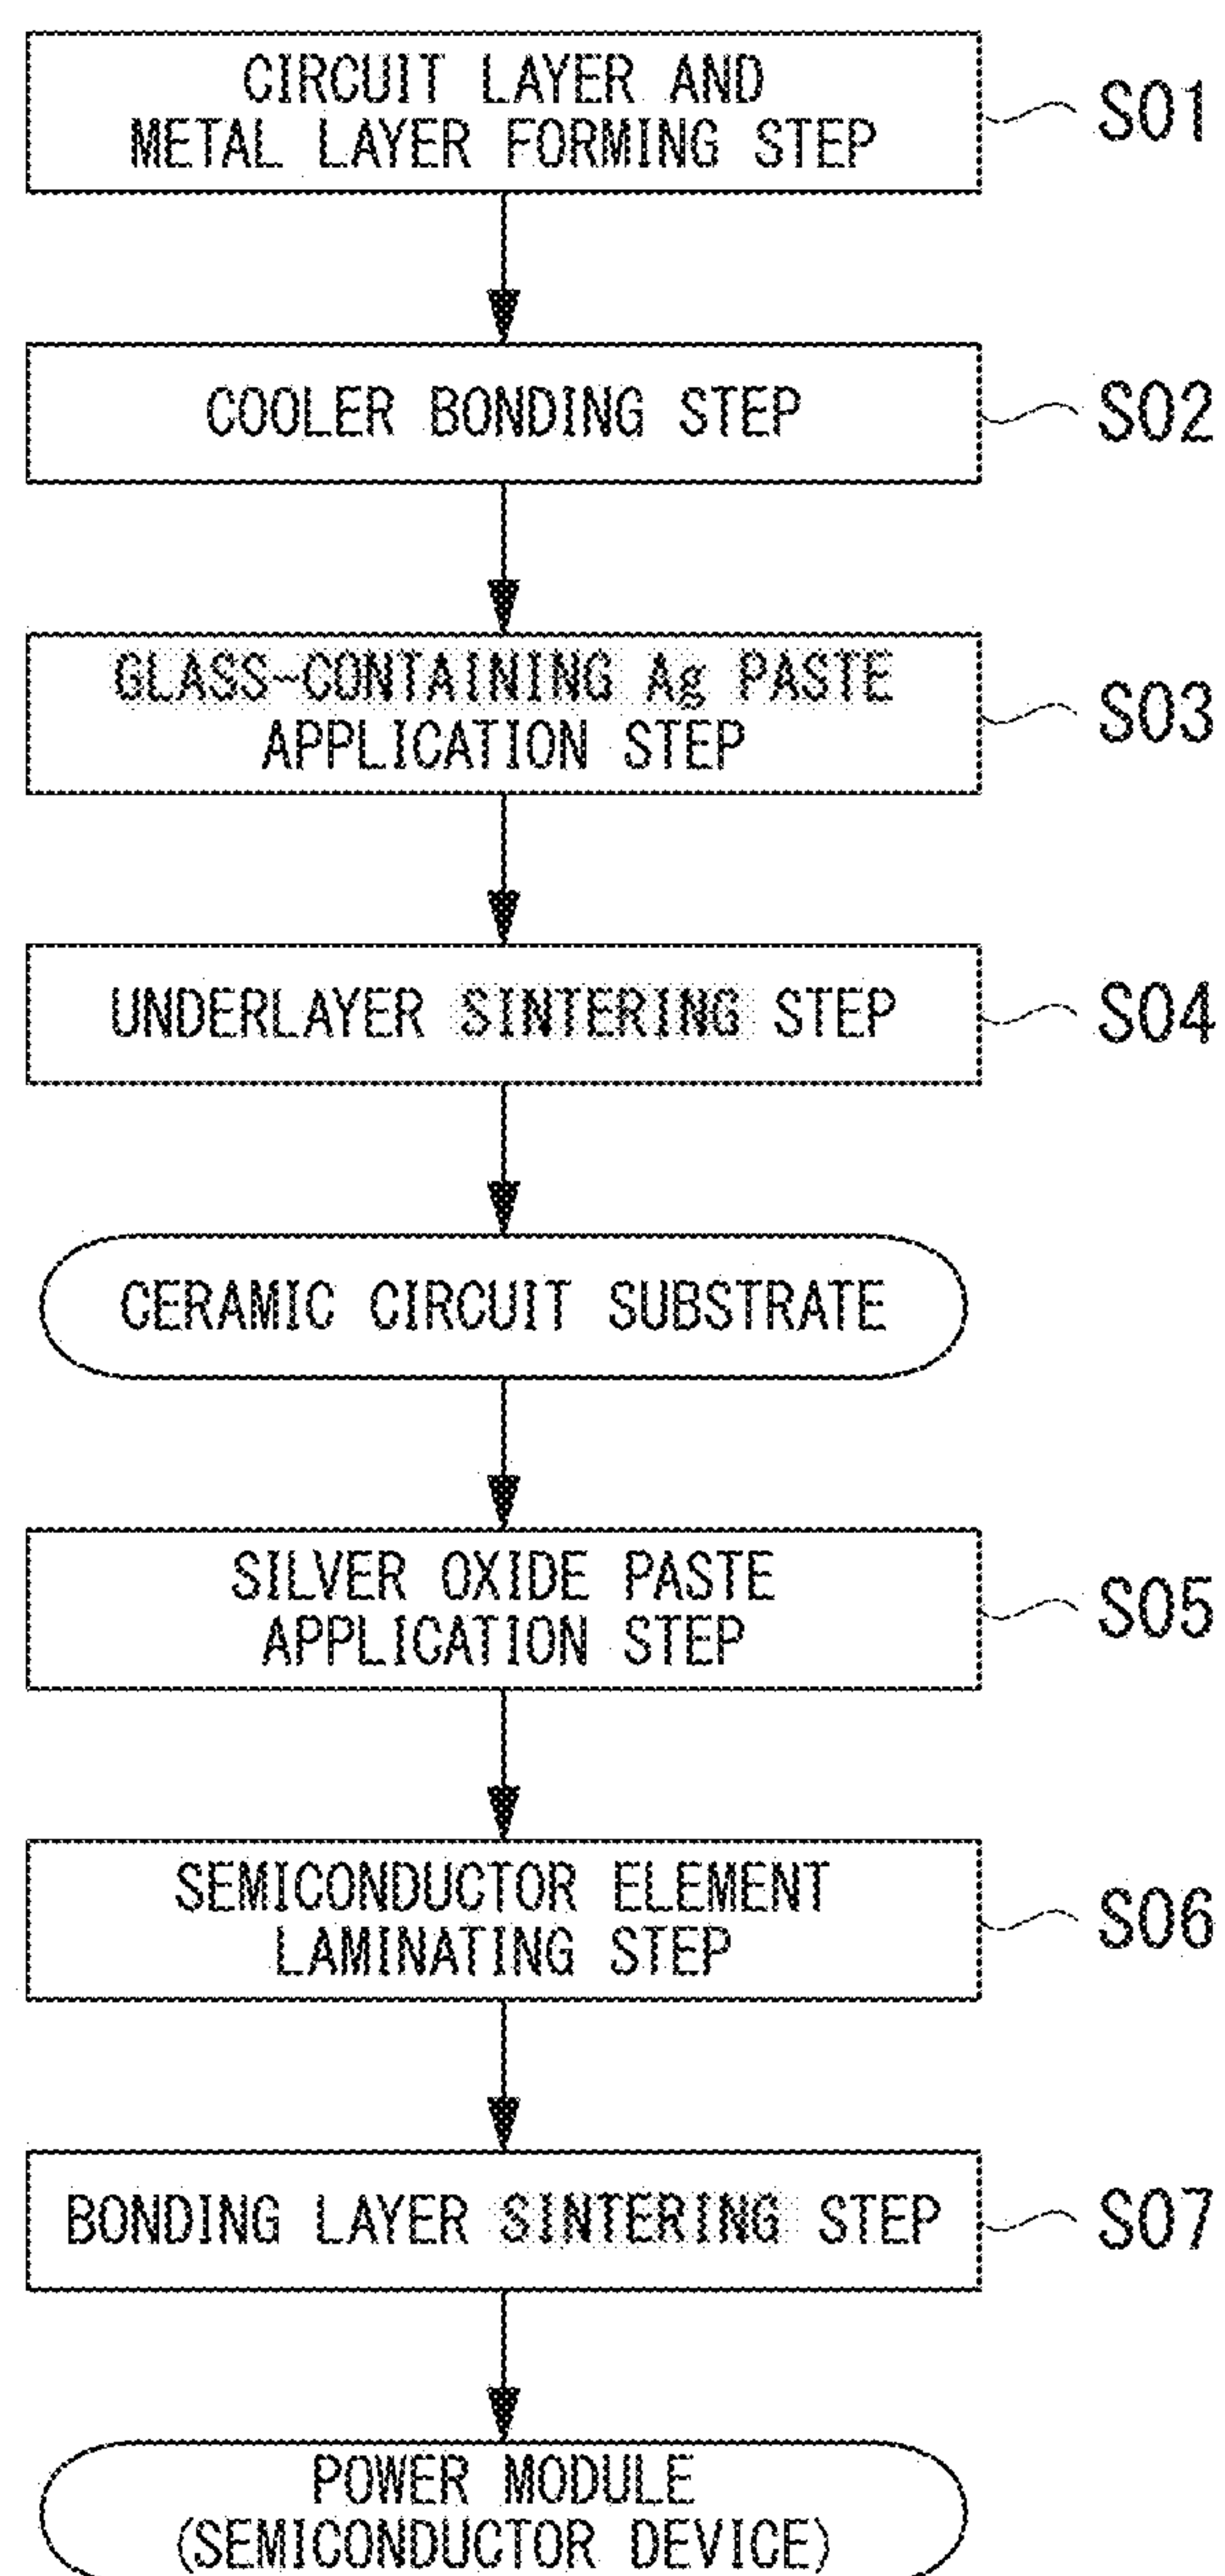 CIRCUIT LAYER AND
METAL LAYER FORMING STEP
S01
COOLER BONDING STEP
S02
GLASS-CONTAINING Ag PASTE
APPLICATION STEP
S03
UNDERLAYER SINTERING STEP
S04
CERAMIC CIRCUIT SUBSTRATE
SILVER OXIDE PASTE
APPLICATION STEP
S05
SEMICONDUCTOR ELEMENT
LAMINATING STEP
S06
BONDING LAYER SINTERING STEP
S07
POWER MODULE
(SEMICONDUCTOR DEVICE)